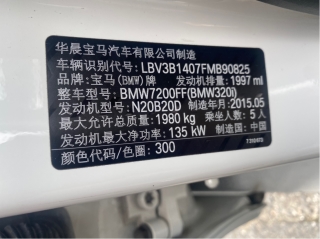 华晨宝马汽车有限公司制造
车辆识别代号:LBV3B1407FMB90825
品牌:宝马(BMW)牌 发动机排量:1997 ml
型号:BMW7200FF(BMW320i)
发动机型号:N20B20D 制造年月:2015.05
最大允许总质量:1980 kg 乘坐人数:5 人
发动机最大净功率:135 kW 制造国:中国
颜色代码/色圈:300